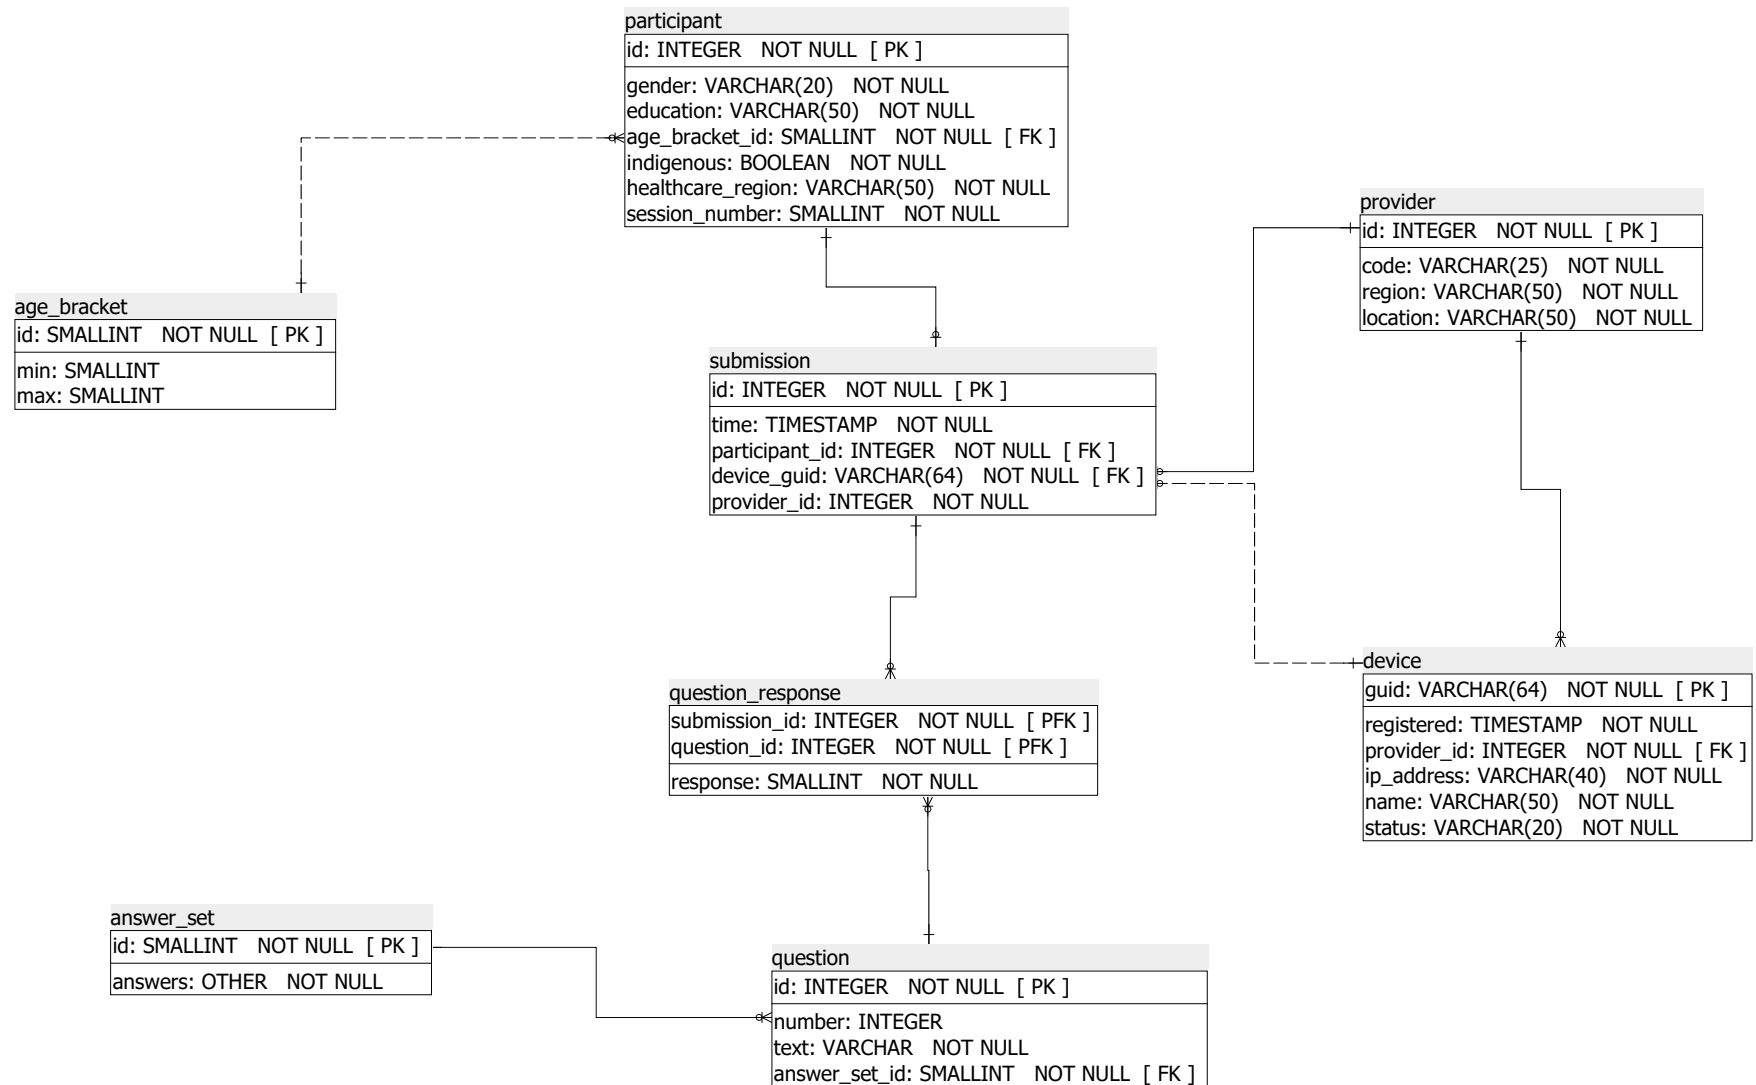 participant
id: INTEGER NOT NULL [ PK ]
gender: VARCHAR(20) NOT NULL
education: VARCHAR(50) NOT NULL
age_bracket_id: SMALLINT NOT NULL [ FK ]
indigenous: BOOLEAN NOT NULL
healthcare_region: VARCHAR(50) NOT NULL
session_number: SMALLINT NOT NULL
provider
id: INTEGER NOT NULL [ PK ]
code: VARCHAR(25) NOT NULL
region: VARCHAR(50) NOT NULL
location: VARCHAR(50) NOT NULL
age_bracket
id: SMALLINT NOT NULL [ PK ]
min: SMALLINT
max: SMALLINT
submission
id: INTEGER NOT NULL [ PK ]
time: TIMESTAMP NOT NULL
participant_id: INTEGER NOT NULL [ FK ]
device_guid: VARCHAR(64) NOT NULL [ FK ]
provider_id: INTEGER NOT NULL
device
guid: VARCHAR(64) NOT NULL [ PK ]
registered: TIMESTAMP NOT NULL
provider_id: INTEGER NOT NULL [ FK ]
ip_address: VARCHAR(40) NOT NULL
name: VARCHAR(50) NOT NULL
status: VARCHAR(20) NOT NULL
question_response
submission_id: INTEGER NOT NULL [ PFK ]
question_id: INTEGER NOT NULL [ PFK ]
response: SMALLINT NOT NULL
answer_set
id: SMALLINT NOT NULL [ PK ]
answers: OTHER NOT NULL
question
id: INTEGER NOT NULL [ PK ]
number: INTEGER
text: VARCHAR NOT NULL
answer_set_id: SMALLINT NOT NULL [ FK ]